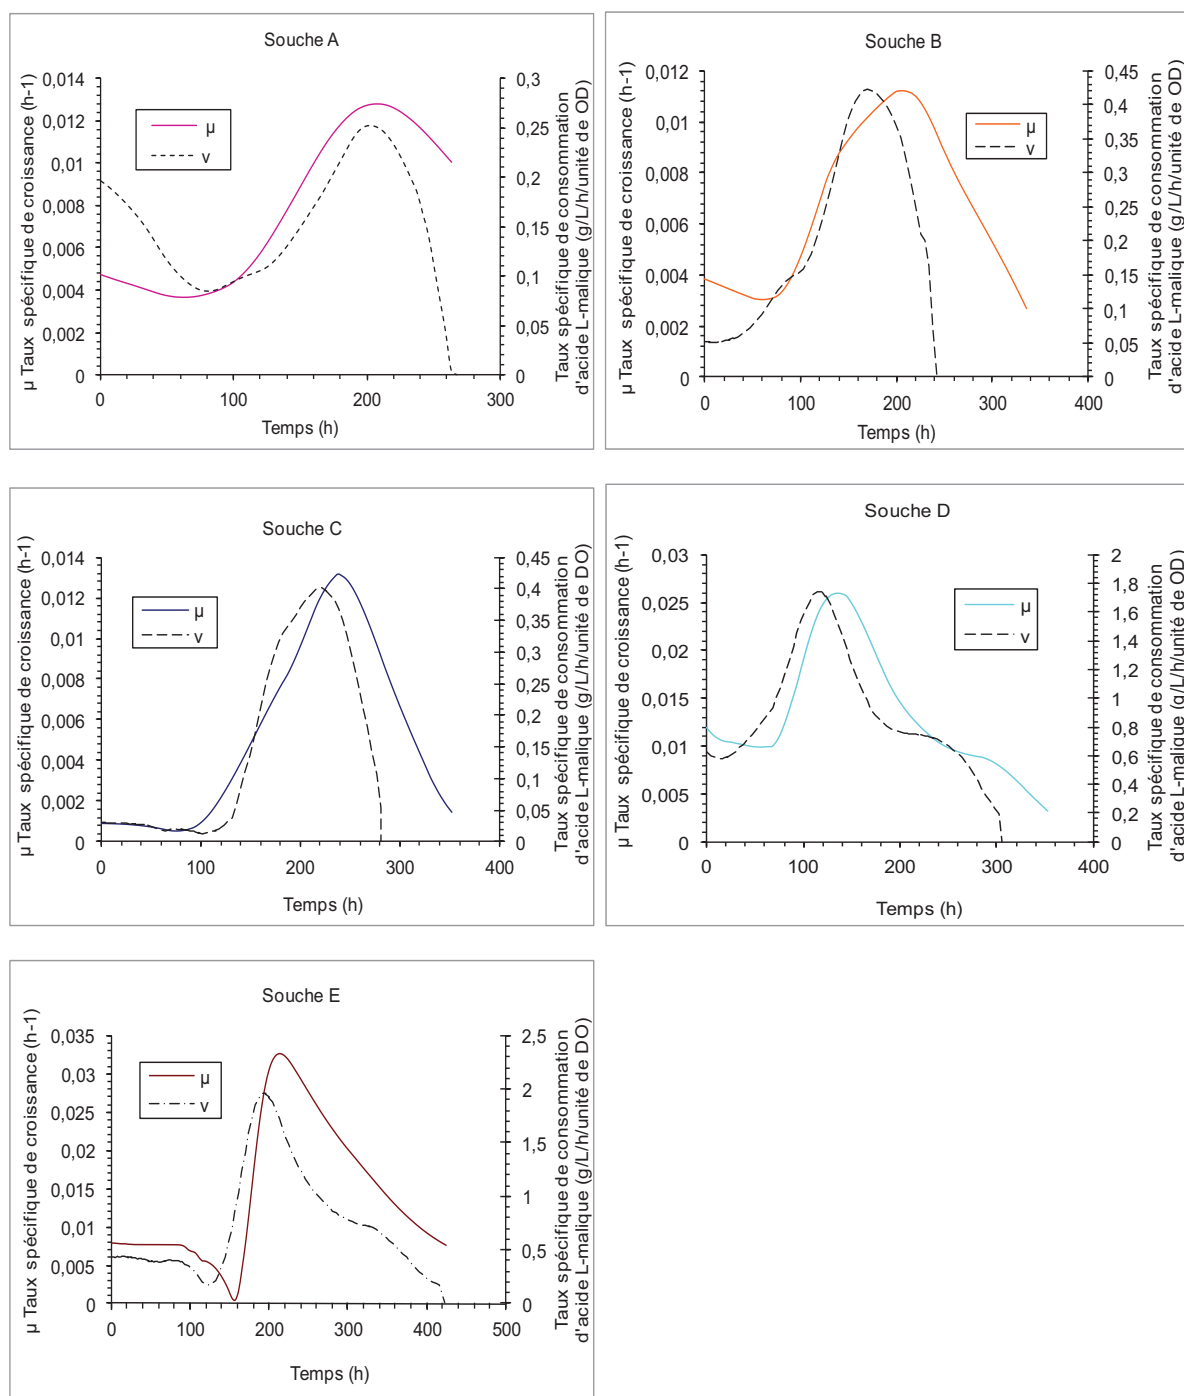 Souche A
µ Taux spécifique de croissance (h-1)
0,014
0,012
0,01
0,008
0,006
0,004
0,002
0
µ
v
0,3
0,25
0,2
0,15
0,1
0,05
0
Taux spécifique de consommation
d'acide L-malique (g/L/h/unité de OD)
0 100 200 300
Temps (h)
Souche B
µ Taux spécifique de croissance (h-1)
0,012
0,01
0,008
0,006
0,004
0,002
0
µ
v
0,45
0,4
0,35
0,3
0,25
0,2
0,15
0,1
0,05
0
Taux spécifique de consommation
d'acide L-malique (g/L/h/unité de OD)
0 100 200 300 400
Temps (h)
Souche C
µ Taux spécifique de croissance (h-1)
0,014
0,012
0,01
0,008
0,006
0,004
0,002
0
µ
v
0,45
0,4
0,35
0,3
0,25
0,2
0,15
0,1
0,05
0
Taux spécifique de consommation
d'acide L-malique (g/L/h/unité de DO)
0 100 200 300 400
Temps (h)
Souche D
µ Taux spécifique de croissance (h-1)
0,03
0,025
0,02
0,015
0,01
0,005
0
µ
v
2
1,8
1,6
1,4
1,2
1
0,8
0,6
0,4
0,2
0
Taux spécifique de consommation
d'acide L-malique (g/L/h/unité de OD)
0 100 200 300 400
Temps (h)
Souche E
µ Taux spécifique de croissance (h-1)
0,035
0,03
0,025
0,02
0,015
0,01
0,005
0
µ
v
2,5
2
1,5
1
0,5
0
Taux spécifique de consommation
d'acide L-malique (g/L/h/unité de DO)
0 100 200 300 400 500
Temps (h)